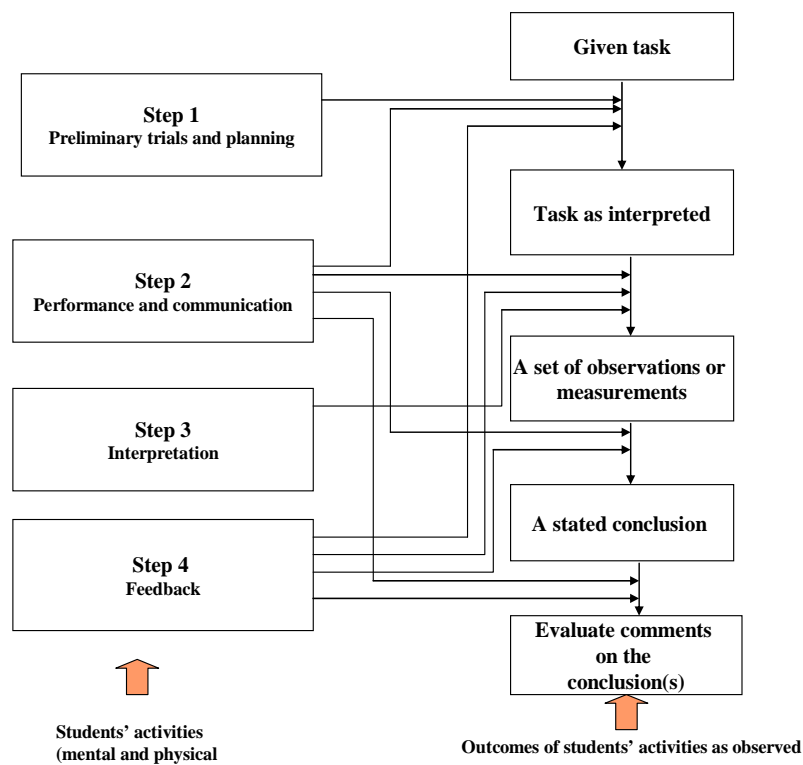 Given task
Step 1
Preliminary trials and planning
Task as interpreted
Step 2
Performance and communication
A set of observations or
measurements
Step 3
Interpretation
A stated conclusion
Step 4
Feedback
Evaluate comments
on the
conclusion(s)
Students’ activities
(mental and physical
Outcomes of students’ activities as observed